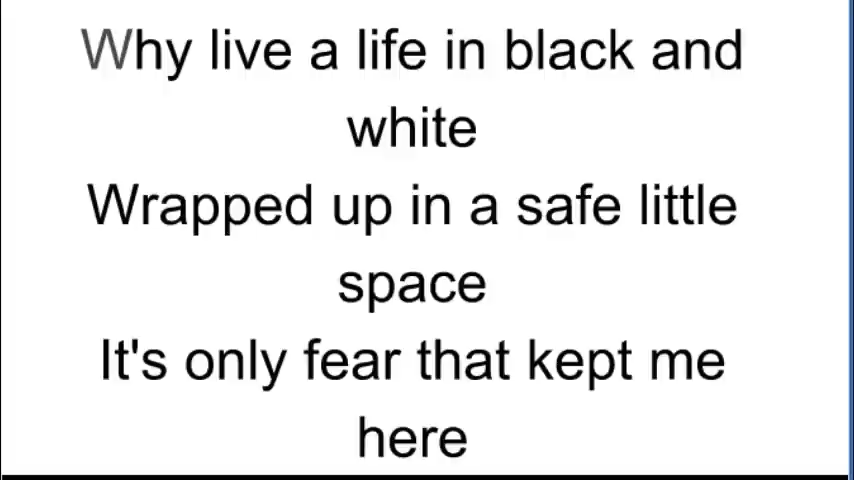 Why live a life in black and
white
Wrapped up in a safe little
space
It's only fear that kept me
here